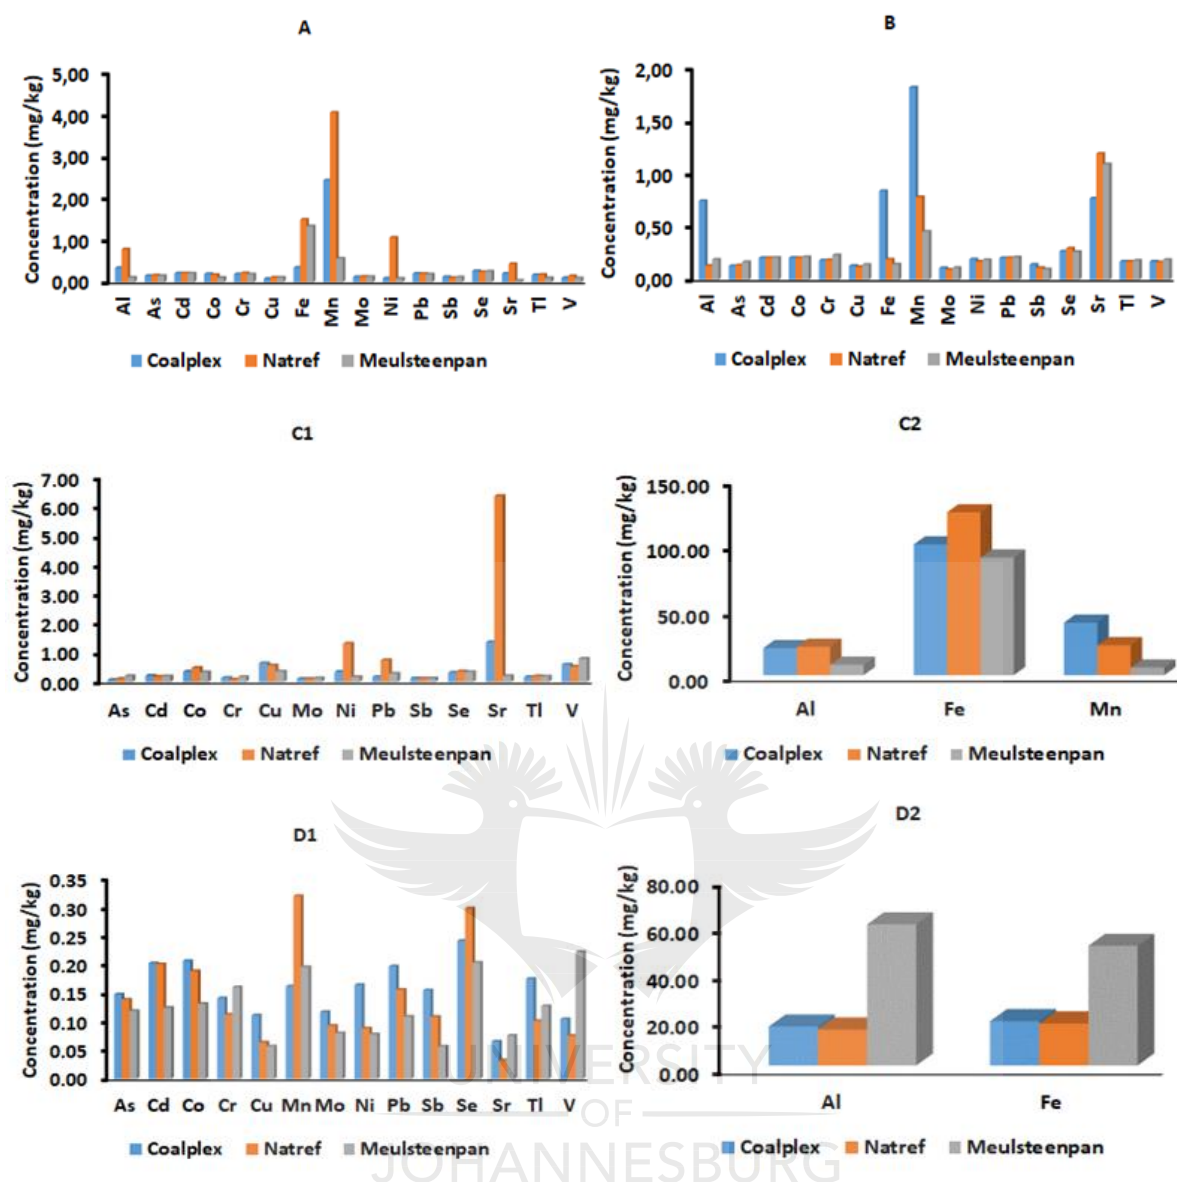 A
Concentration (mg/kg)
5,00
4,00
3,00
2,00
1,00
0,00
Al As Cd Co Cr Cu Fe Mn Mo Ni Pb Sb Se Sr Tl V
Coalplex Natref Meulsteenpan
B
Concentration (mg/kg)
2,00
1,50
1,00
0,50
0,00
Al As Cd Co Cr Cu Fe Mn Mo Ni Pb Sb Se Sr Tl V
Coalplex Natref Meulsteenpan
C1
Concentration (mg/kg)
7.00
6.00
5.00
4.00
3.00
2.00
1.00
0.00
As Cd Co Cr Cu Mo Ni Pb Sb Se Sr Tl V
Coalplex Natref Meulsteenpan
C2
Concentration (mg/kg)
150.00
100.00
50.00
0.00
Al Fe Mn
Coalplex Natref Meulsteenpan
D1
Concentration (mg/kg)
0.35
0.30
0.25
0.20
0.15
0.10
0.05
0.00
As Cd Co Cr Cu Mn Mo Ni Pb Sb Se Sr Tl V
Coalplex Natref Meulsteenpan
D2
Concentration (mg/kg)
80.00
60.00
40.00
20.00
0.00
Al Fe
Coalplex Natref Meulsteenpan
UNIVERSITY
OF
JOHANNESBURG